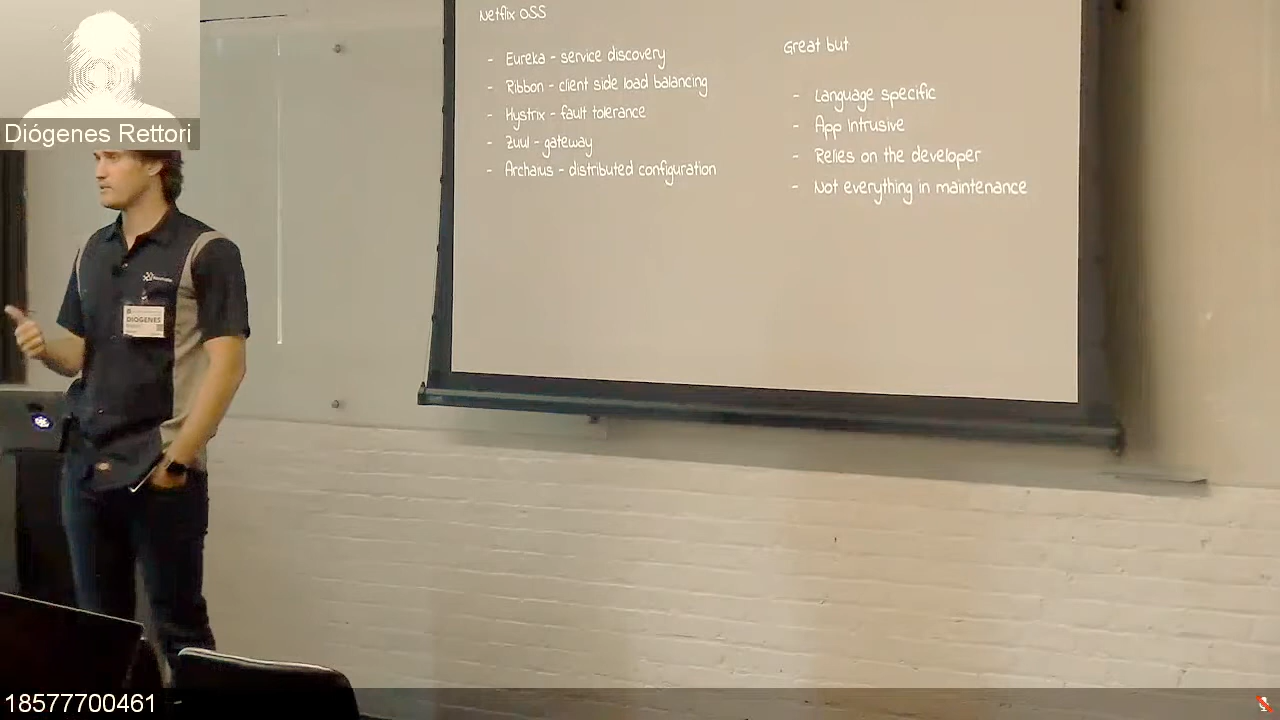 Netflix OSS
- Eureka - service discovery
- Ribbon - client side load balancing
- Hystrix - fault tolerance
- Zuul - gateway
- Archaius - distributed configuration
Great but
- Language specific
- App Intrusive
- Relies on the developer
- Not everything in maintenance
Diógenes Rettori
DIOGENES
18577700461